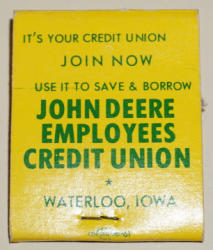 IT'S YOUR CREDIT UNION
JOIN NOW
USE IT TO SAVE & BORROW
JOHN DEERE
EMPLOYEES
CREDIT UNION
*
WATERLOO, IOWA